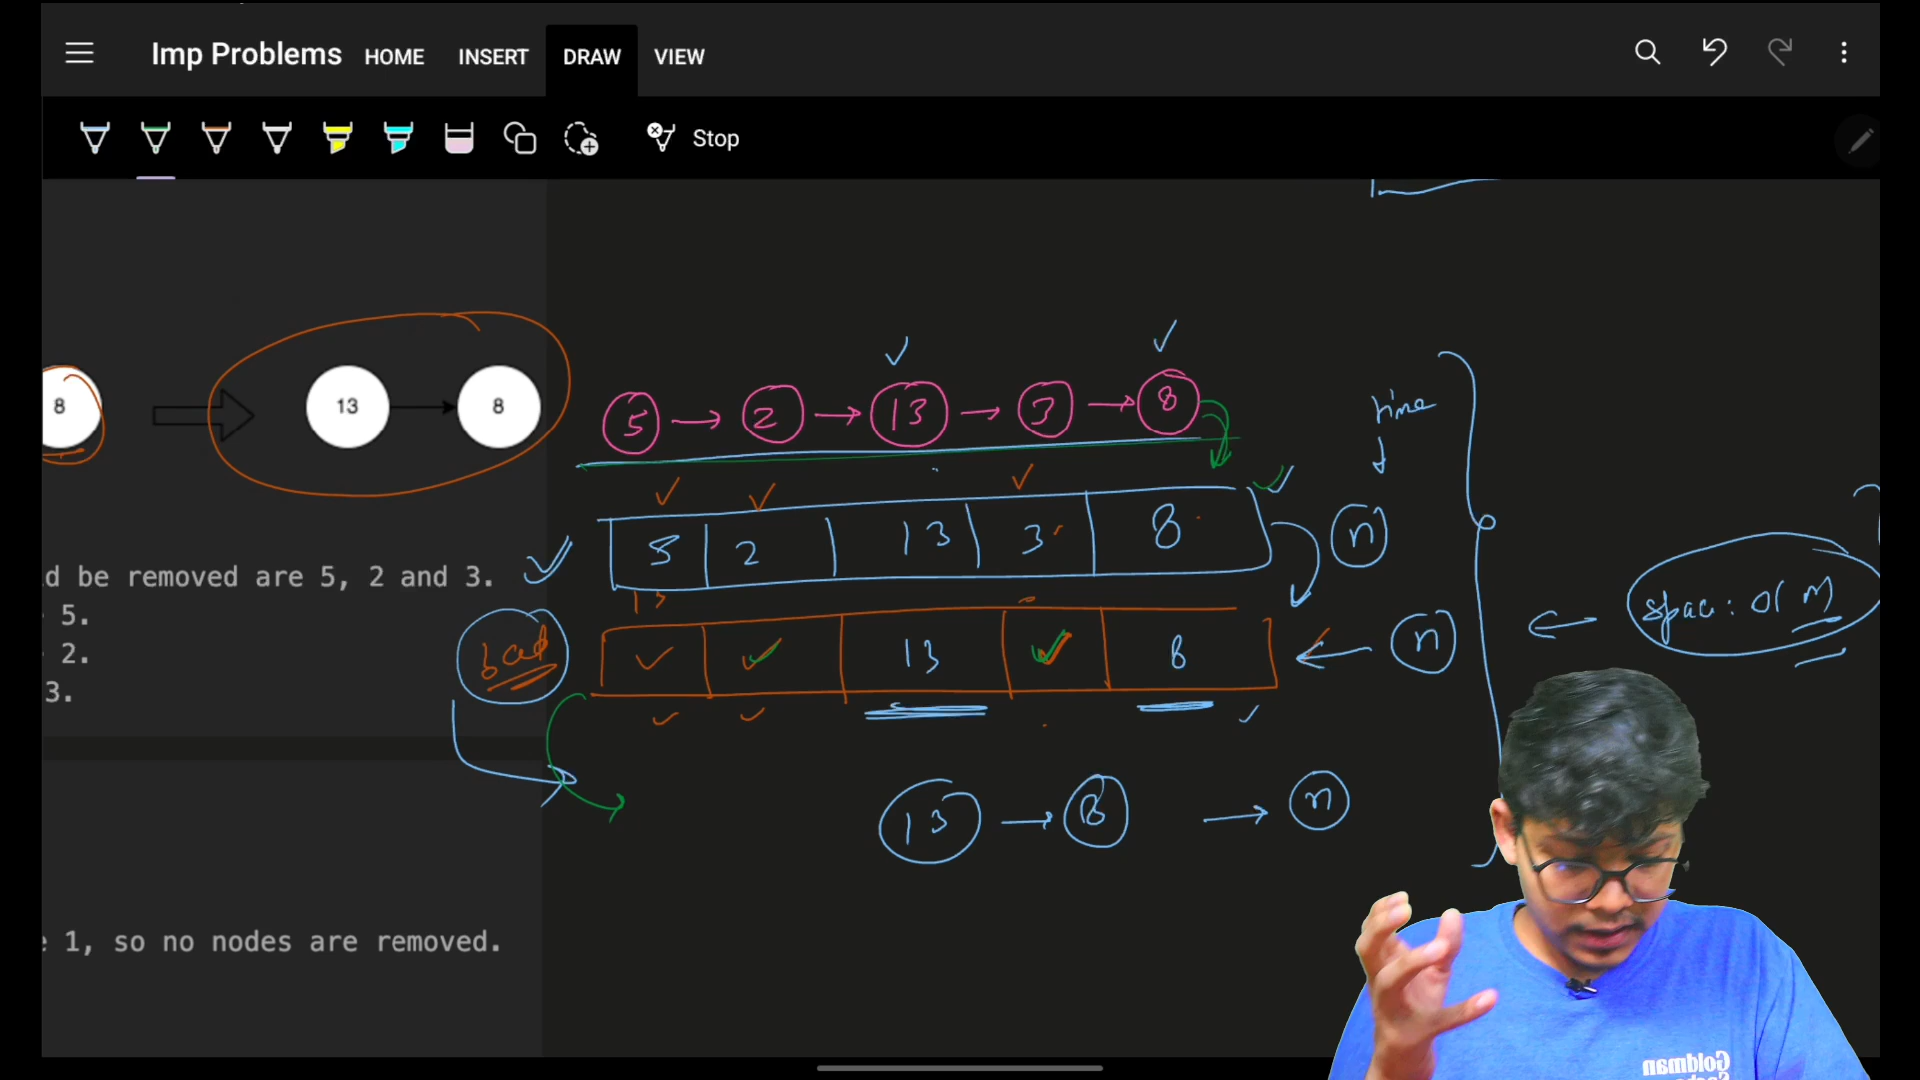 Imp Problems HOME INSERT DRAW VIEW
Stop
8 13 8
5 → 2 → 13 → 3 → 8
time
5 2 13 3 8 n
13
bad 13 8 n
space: O(n)
13 → 8 → n
d be removed are 5, 2 and 3.
5.
2.
3.
1, so no nodes are removed.
Goldman